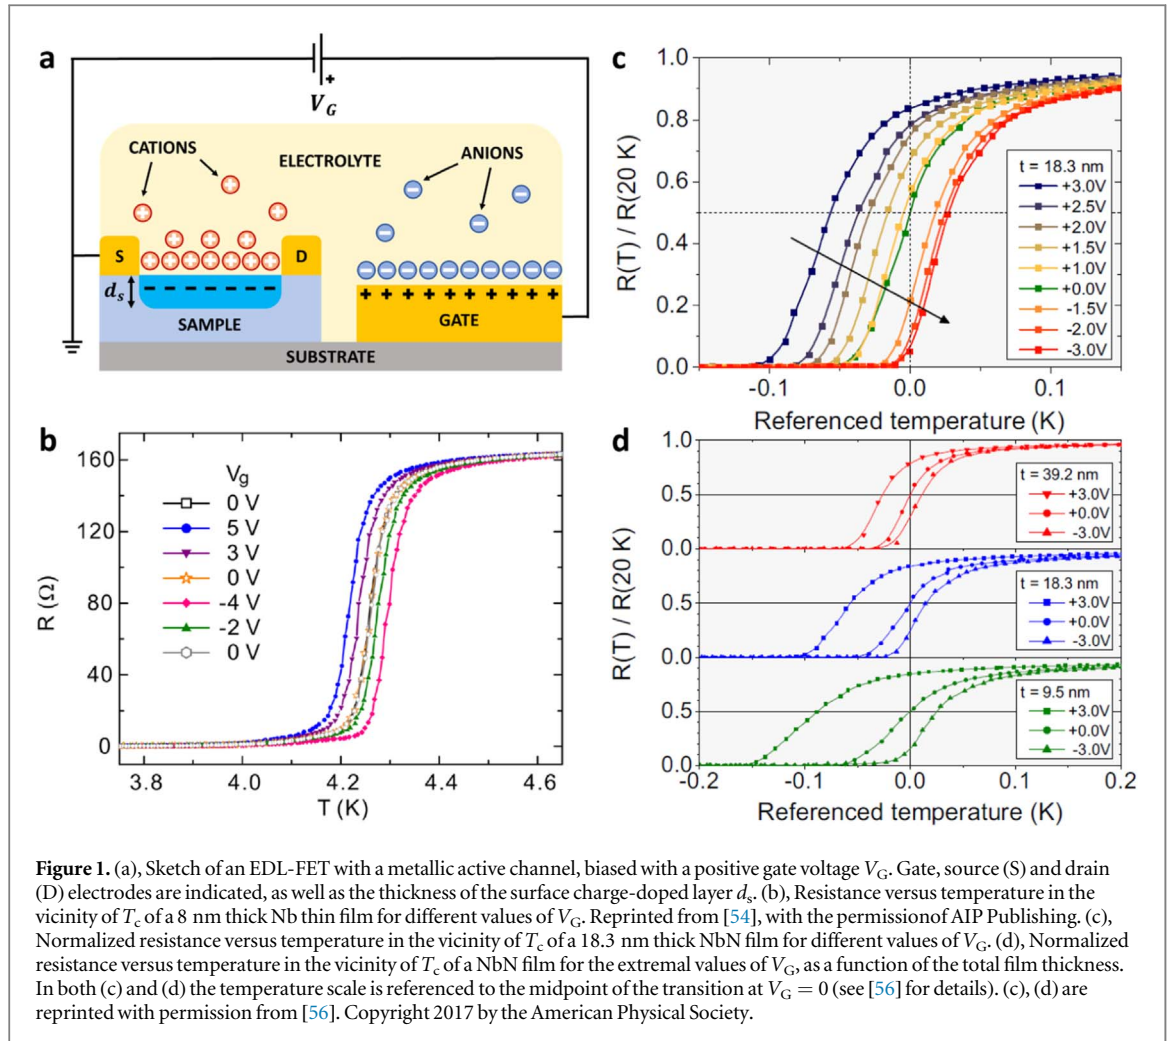 a
V_G
+
CATIONS
ELECTROLYTE
ANIONS
S
D
d_s
SAMPLE
GATE
SUBSTRATE
b
R (Ω)
160
120
80
40
0
V_g
0 V
5 V
3 V
0 V
-4 V
-2 V
0 V
3.8 4.0 4.2 4.4 4.6
T (K)
c
R(T) / R(20 K)
1.0
0.8
0.6
0.4
0.2
0.0
t = 18.3 nm
+3.0V
+2.5V
+2.0V
+1.5V
+1.0V
+0.0V
-1.5V
-2.0V
-3.0V
-0.1 0.0 0.1
Referenced temperature (K)
d
R(T) / R(20 K)
1.0
0.5
0.0
t = 39.2 nm
+3.0V
+0.0V
-3.0V
0.5
0.0
t = 18.3 nm
+3.0V
+0.0V
-3.0V
0.5
0.0
t = 9.5 nm
+3.0V
+0.0V
-3.0V
-0.2 -0.1 0.0 0.1 0.2
Referenced temperature (K)
Figure 1. (a), Sketch of an EDL-FET with a metallic active channel, biased with a positive gate voltage V_G. Gate, source (S) and drain
(D) electrodes are indicated, as well as the thickness of the surface charge-doped layer d_s. (b), Resistance versus temperature in the
vicinity of T_c of a 8 nm thick Nb thin film for different values of V_G. Reprinted from [54], with the permissionof AIP Publishing. (c),
Normalized resistance versus temperature in the vicinity of T_c of a 18.3 nm thick NbN film for different values of V_G. (d), Normalized
resistance versus temperature in the vicinity of T_c of a NbN film for the extremal values of V_G, as a function of the total film thickness.
In both (c) and (d) the temperature scale is referenced to the midpoint of the transition at V_G = 0 (see [56] for details). (c), (d) are
reprinted with permission from [56]. Copyright 2017 by the American Physical Society.